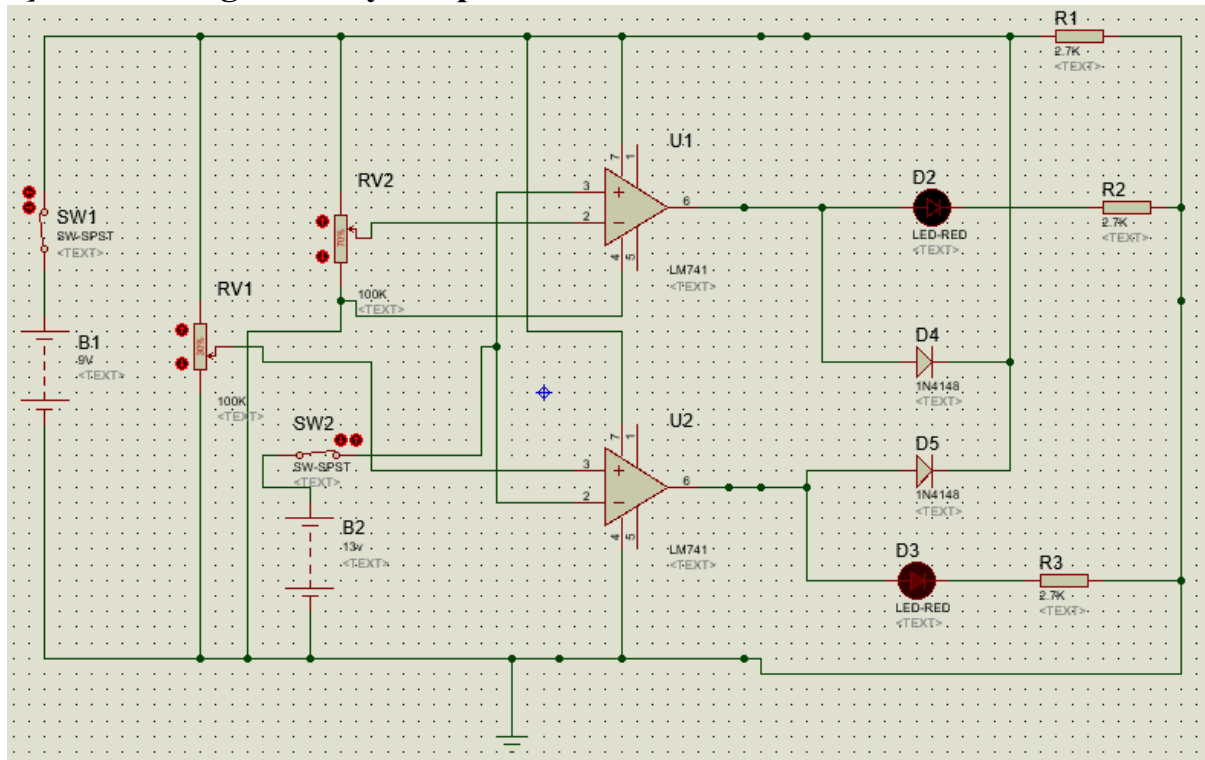 R1
2.7K
<TEXT>
U1
7
1
RV2
3
6
D2
R2
SW1
SW-SPST
<TEXT>
2
70%
LED-RED
<TEXT>
2.7K
<TEXT>
4
5
LM741
<TEXT>
RV1
100K
<TEXT>
B1
9V
<TEXT>
30%
D4
1N4148
<TEXT>
100K
<TEXT>
SW2
SW-SPST
<TEXT>
U2
7
1
D5
3
6
1N4148
<TEXT>
2
B2
13v
<TEXT>
4
5
LM741
<TEXT>
D3
R3
LED-RED
<TEXT>
2.7K
<TEXT>